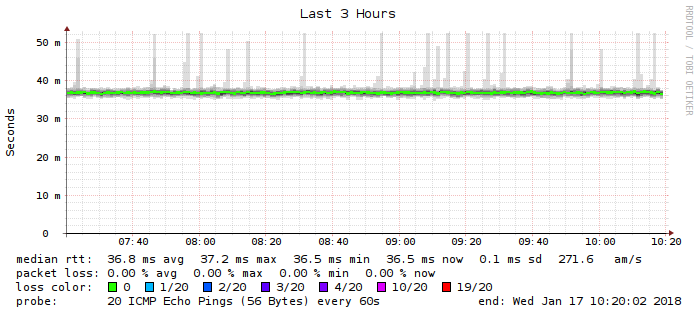 Last 3 Hours
RRDTOOL / TOBI OETIKER
Seconds
50 m
40 m
30 m
20 m
10 m
0
07:40 08:00 08:20 08:40 09:00 09:20 09:40 10:00 10:20
median rtt: 36.8 ms avg 37.2 ms max 36.5 ms min 36.5 ms now 0.1 ms sd 271.6 am/s
packet loss: 0.00 % avg 0.00 % max 0.00 % min 0.00 % now
loss color: 0 1/20 2/20 3/20 4/20 10/20 19/20
probe: 20 ICMP Echo Pings (56 Bytes) every 60s end: Wed Jan 17 10:20:02 2018